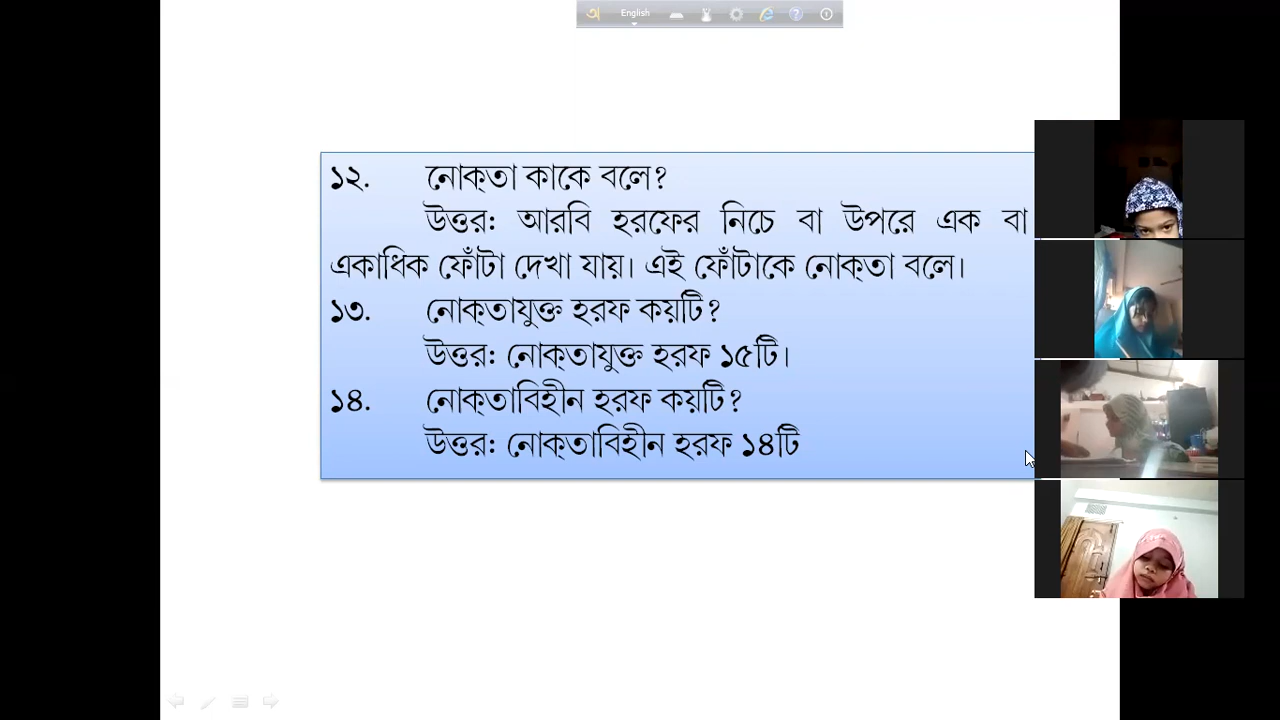 English
১২. নোক্‌তা কাকে বলে?
উত্তর: আরবি হরফের নিচে বা উপরে এক বা
একাধিক ফোঁটা দেখা যায়। এই ফোঁটাকে নোক্‌তা বলে।
১৩. নোক্‌তাযুক্ত হরফ কয়টি?
উত্তর: নোক্‌তাযুক্ত হরফ ১৫টি।
১৪. নোক্‌তাবিহীন হরফ কয়টি?
উত্তর: নোক্‌তাবিহীন হরফ ১৪টি